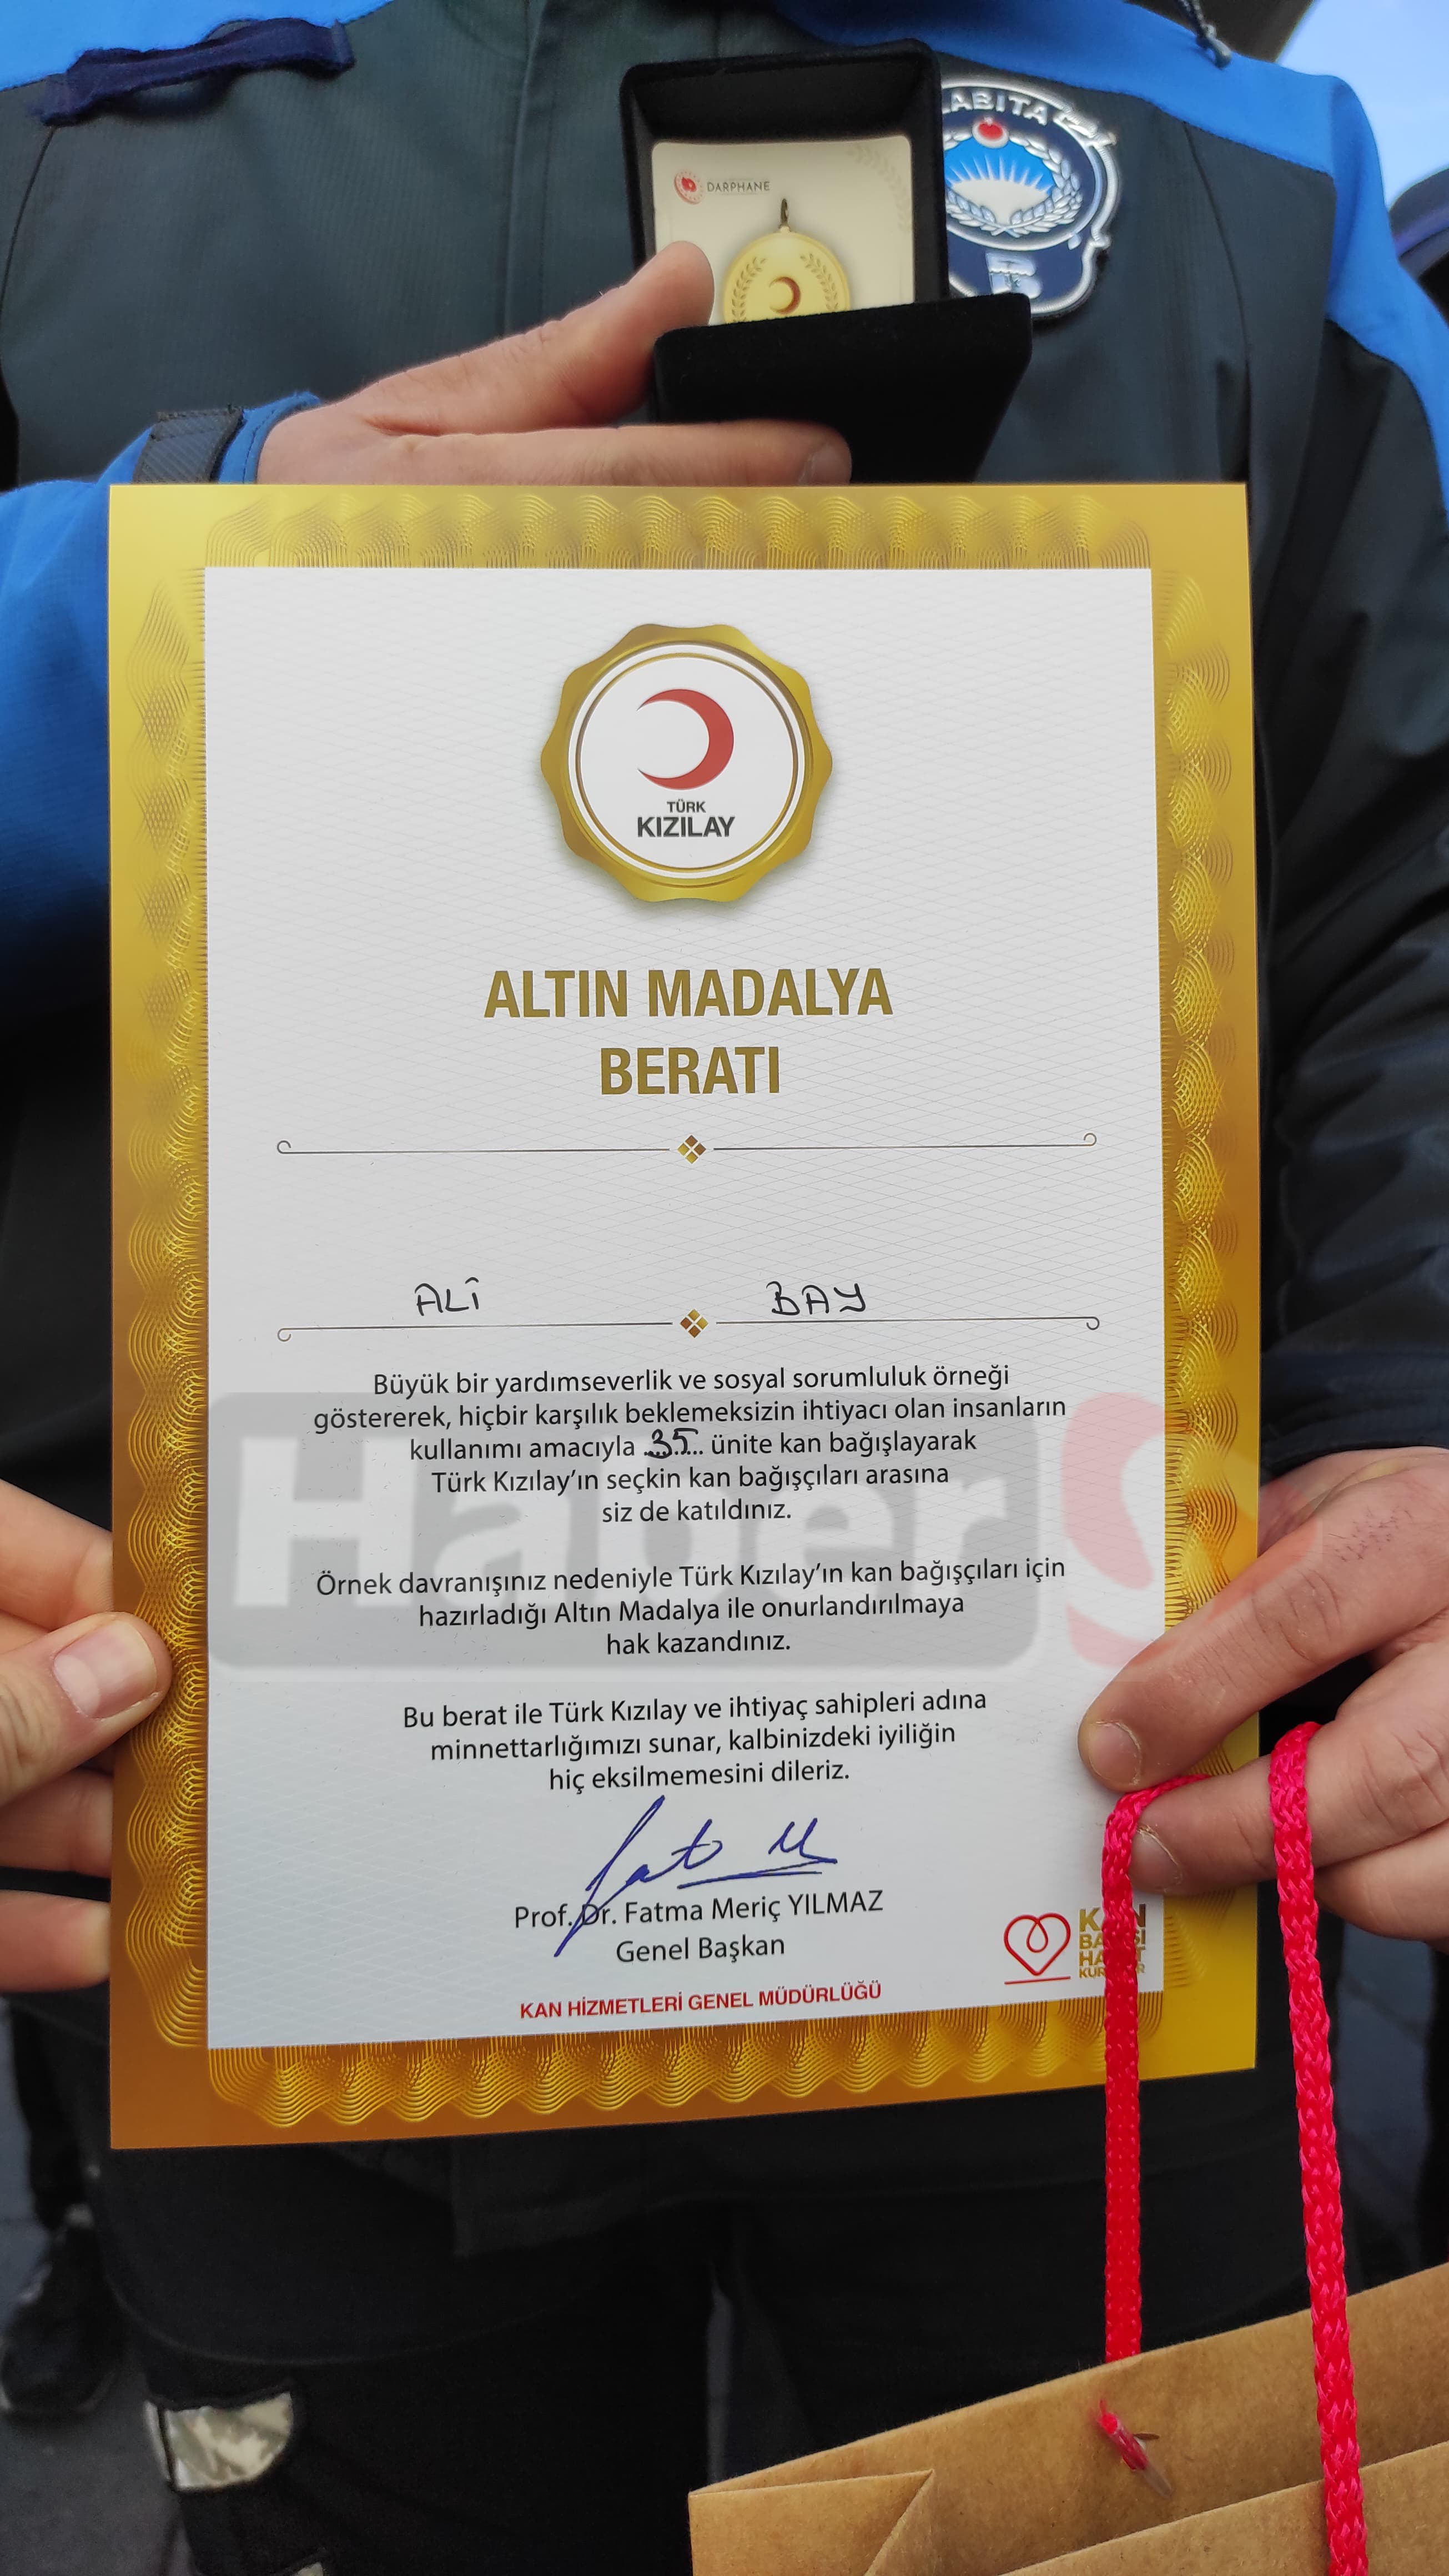 DARPHANE
TÜRK
KIZILAY
ALTIN MADALYA
BERATI
ALİ BAY
Büyük bir yardımseverlik ve sosyal sorumluluk örneği
göstererek, hiçbir karşılık beklemeksizin ihtiyacı olan insanların
kullanımı amacıyla ..35.. ünite kan bağışlayarak
Türk Kızılay’ın seçkin kan bağışçıları arasına
siz de katıldınız.
Örnek davranışınız nedeniyle Türk Kızılay’ın kan bağışçıları için
hazırladığı Altın Madalya ile onurlandırılmaya
hak kazandınız.
Bu berat ile Türk Kızılay ve ihtiyaç sahipleri adına
minnettarlığımızı sunar, kalbinizdeki iyiliğin
hiç eksilmemesini dileriz.
Prof. Dr. Fatma Meriç YILMAZ
Genel Başkan
KAN HİZMETLERİ GENEL MÜDÜRLÜĞÜ
Haber